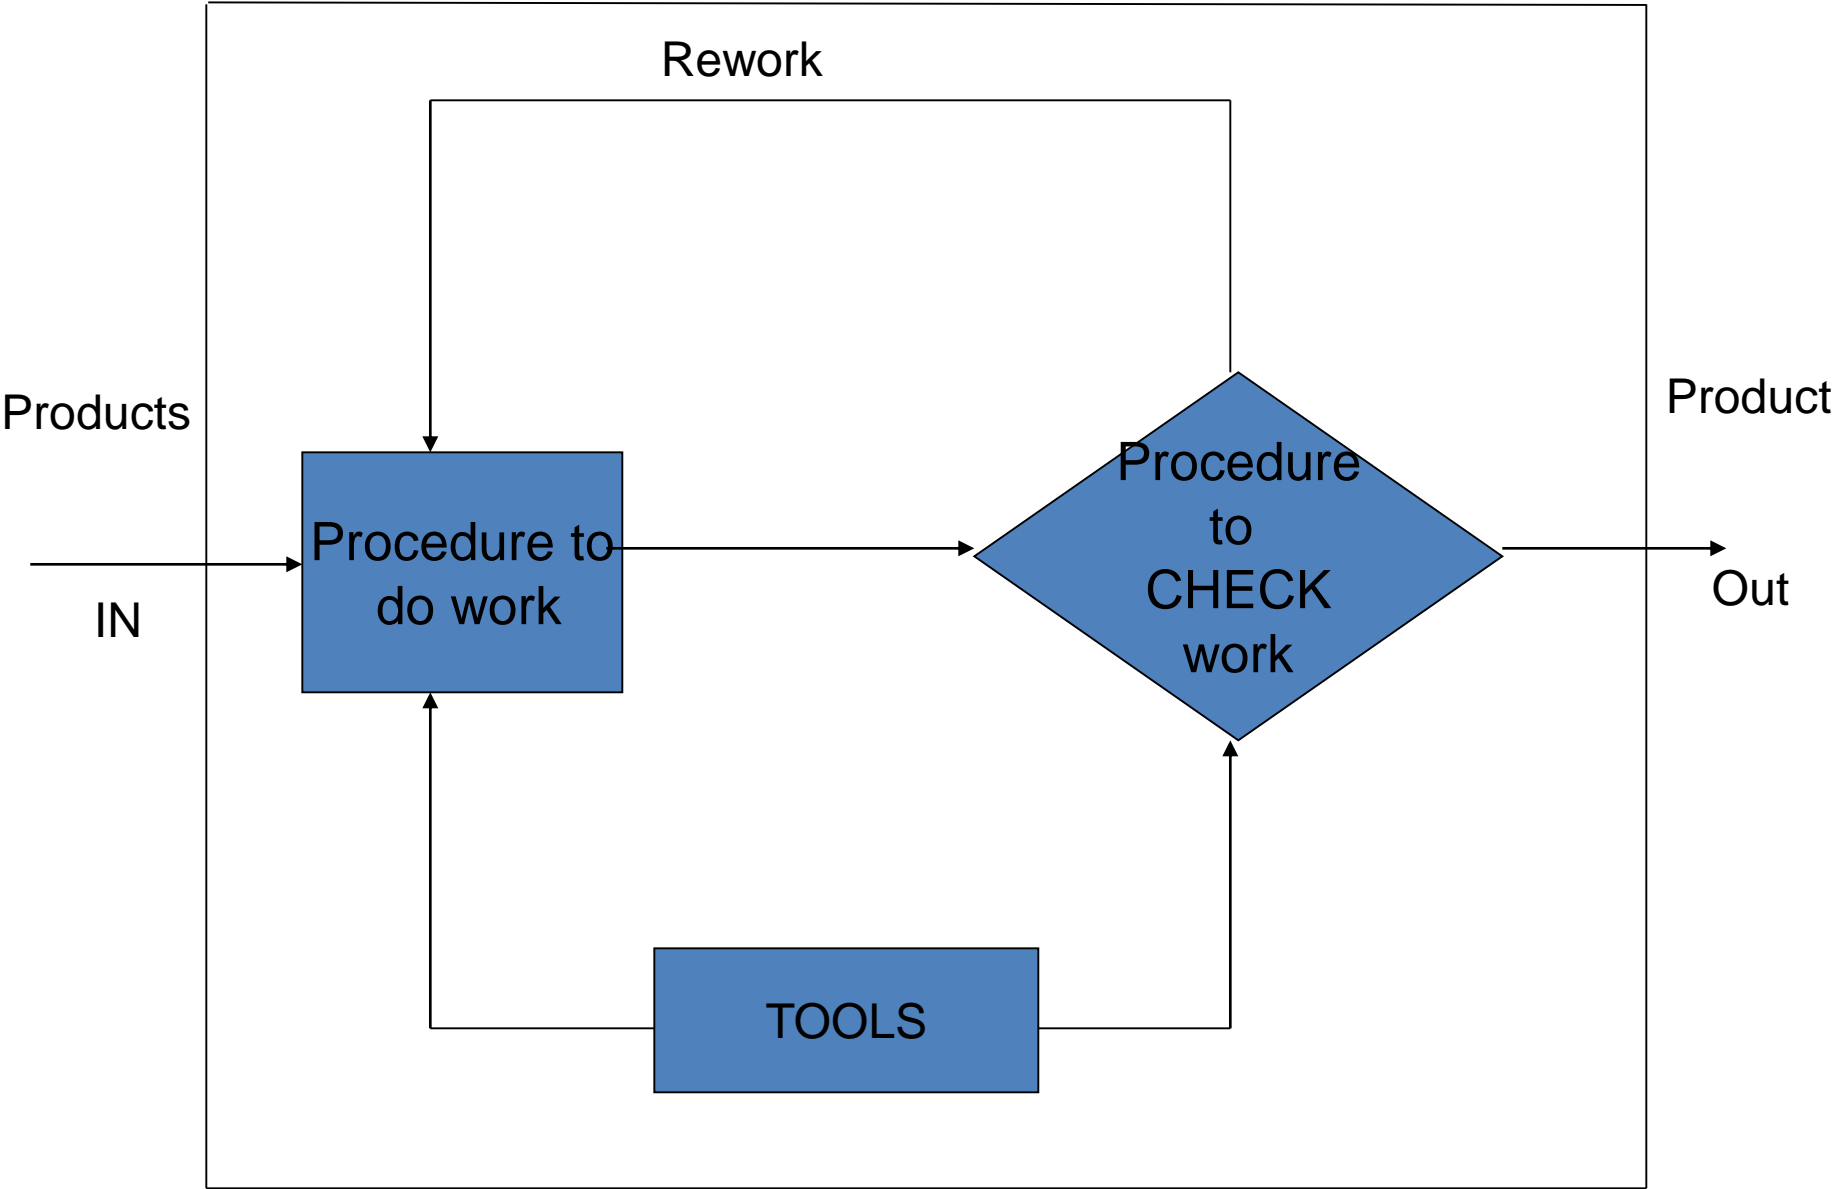 Rework
Products
IN
Procedure to
do work
Procedure
to
CHECK
work
Product
Out
TOOLS